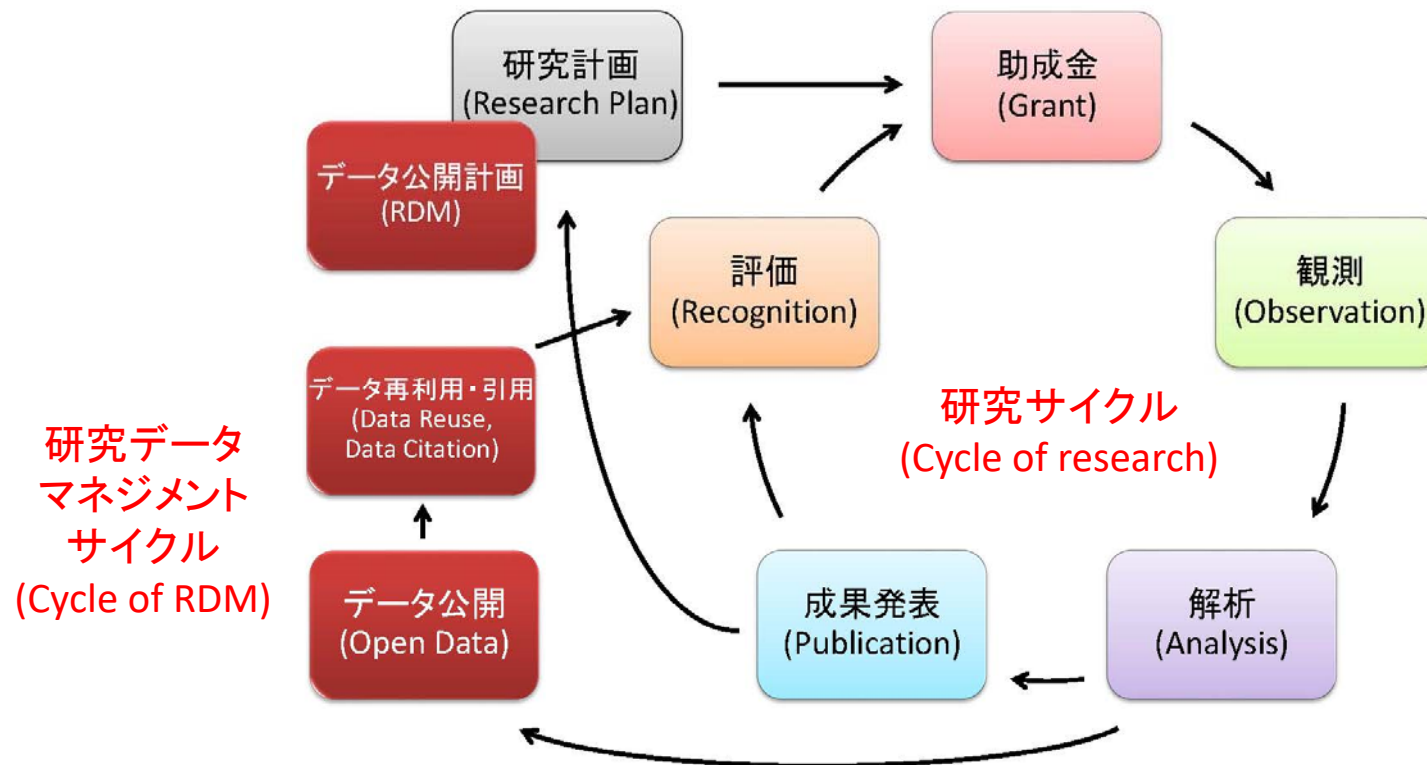 研究計画
(Research Plan)
助成金
(Grant)
データ公開計画
(RDM)
評価
(Recognition)
観測
(Observation)
データ再利用・引用
(Data Reuse,
Data Citation)
研究サイクル
(Cycle of research)
研究データ
マネジメント
サイクル
(Cycle of RDM)
データ公開
(Open Data)
成果発表
(Publication)
解析
(Analysis)